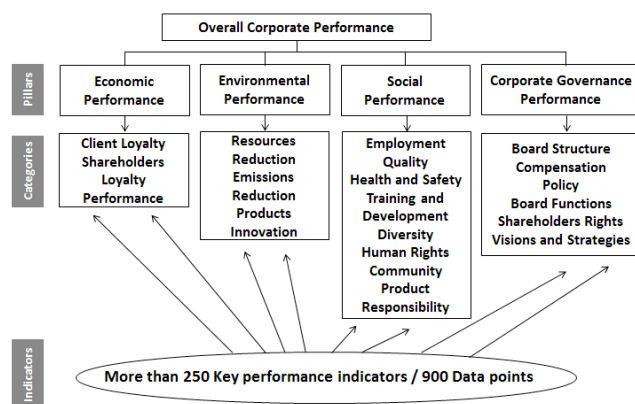 Overall Corporate Performance
Pillars
Economic
Performance
Environmental
Performance
Social
Performance
Corporate Governance
Performance
Categories
Client Loyalty
Shareholders
Loyalty
Performance
Resources
Reduction
Emissions
Reduction
Products
Innovation
Employment
Quality
Health and Safety
Training and
Development
Diversity
Human Rights
Community
Product
Responsibility
Board Structure
Compensation
Policy
Board Functions
Shareholders Rights
Visions and Strategies
Indicators
More than 250 Key performance indicators / 900 Data points